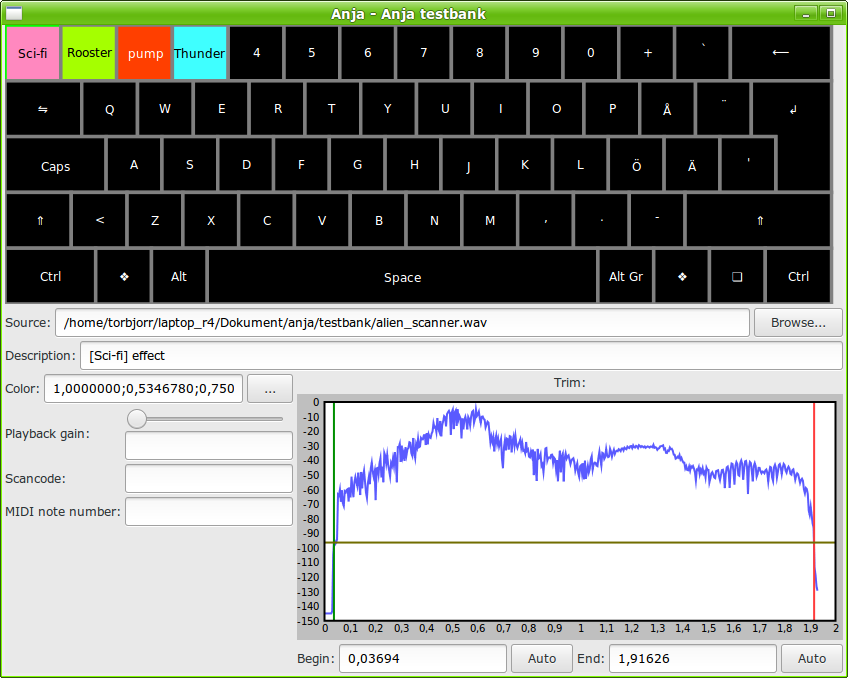 Anja - Anja testbank
Sci-fi Rooster pump Thunder 4 5 6 7 8 9 0 + ` ←
⇋ Q W E R T Y U I O P Å ¨ ↲
Caps A S D F G H J K L Ö Ä '
⇑ < Z X C V B N M , . - ⇑
Ctrl ❖ Alt Space Alt Gr ❖ ❏ Ctrl
Source: /home/torbjorr/laptop_r4/Dokument/anja/testbank/alien_scanner.wav Browse...
Description: [Sci-fi] effect
Color: 1,0000000;0,5346780;0,750 ...
Trim:
Playback gain:
Scancode:
MIDI note number:
0
-10
-20
-30
-40
-50
-60
-70
-80
-90
-100
-110
-120
-130
-140
-150
0 0,1 0,2 0,3 0,4 0,5 0,6 0,7 0,8 0,9 1 1,1 1,2 1,3 1,4 1,5 1,6 1,7 1,8 1,9 2
Begin: 0,03694 Auto End: 1,91626 Auto